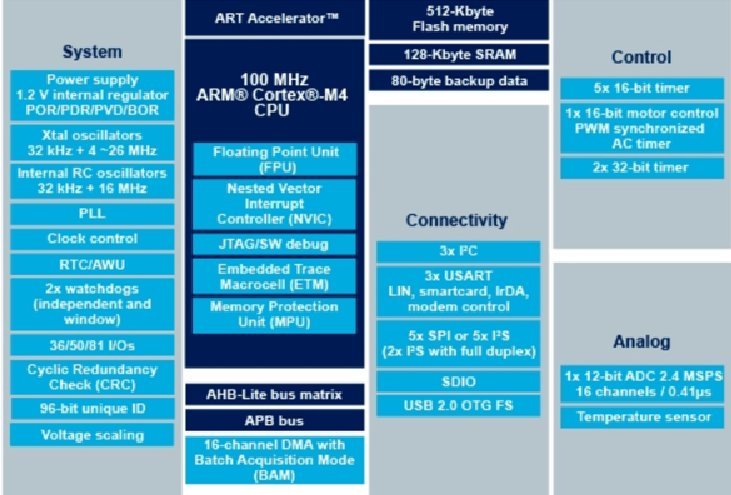 System
Power supply
1.2 V internal regulator
POR/PDR/PVD/BOR
Xtal oscillators
32 kHz + 4 ~26 MHz
Internal RC oscillators
32 kHz + 16 MHz
PLL
Clock control
RTC/AWU
2x watchdogs
(independent and
window)
36/50/81 I/Os
Cyclic Redundancy
Check (CRC)
96-bit unique ID
Voltage scaling
ART Accelerator™
100 MHz
ARM® Cortex®-M4
CPU
Floating Point Unit
(FPU)
Nested Vector
Interrupt
Controller (NVIC)
JTAG/SW debug
Embedded Trace
Macrocell (ETM)
Memory Protection
Unit (MPU)
AHB-Lite bus matrix
APB bus
16-channel DMA with
Batch Acquisition Mode
(BAM)
512-Kbyte
Flash memory
128-Kbyte SRAM
80-byte backup data
Connectivity
3x I²C
3x USART
LIN, smartcard, IrDA,
modem control
5x SPI or 5x I²S
(2x I²S with full duplex)
SDIO
USB 2.0 OTG FS
Control
5x 16-bit timer
1x 16-bit motor control
PWM synchronized
AC timer
2x 32-bit timer
Analog
1x 12-bit ADC 2.4 MSPS
16 channels / 0.41µs
Temperature sensor